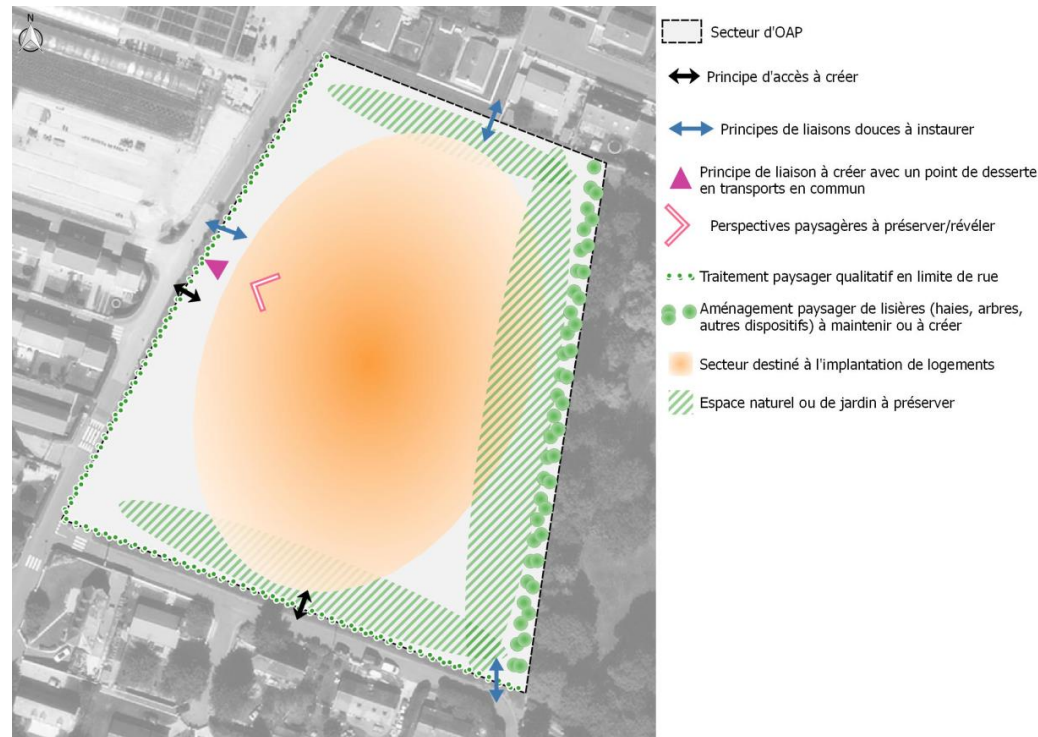 N
Secteur d'OAP
Principe d'accès à créer
Principes de liaisons douces à instaurer
Principe de liaison à créer avec un point de desserte
en transports en commun
Perspectives paysagères à préserver/révéler
Traitement paysager qualitatif en limite de rue
Aménagement paysager de lisières (haies, arbres,
autres dispositifs) à maintenir ou à créer
Secteur destiné à l'implantation de logements
Espace naturel ou de jardin à préserver